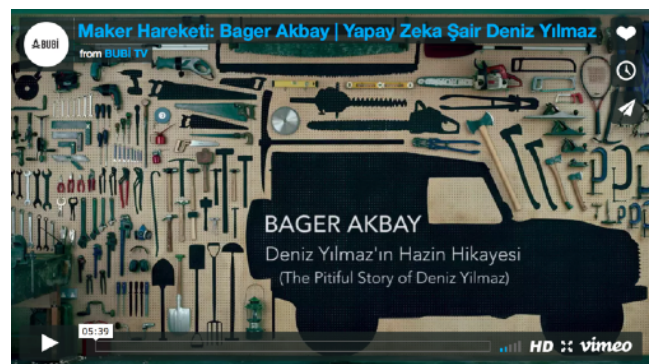 ABUBİ
Maker Hareketi: Bager Akbay | Yapay Zeka Şair Deniz Yılmaz
from BUBİ TV
BAGER AKBAY
Deniz Yılmaz'ın Hazin Hikayesi
(The Pitiful Story of Deniz Yilmaz)
05:39
HD vimeo